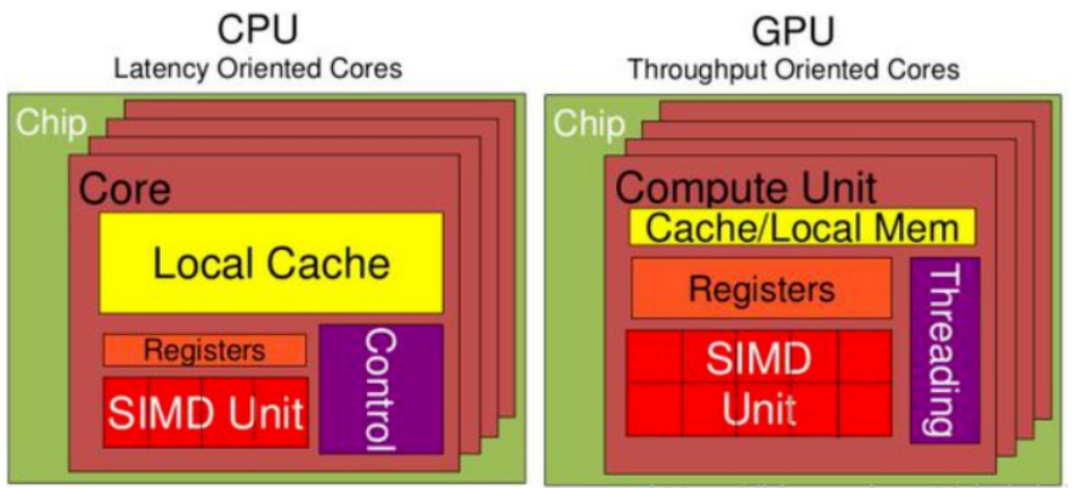 CPU
Latency Oriented Cores
Chip
Core
Local Cache
Registers
SIMD Unit
Control
GPU
Throughput Oriented Cores
Chip
Compute Unit
Cache/Local Mem
Registers
SIMD
Unit
Threading